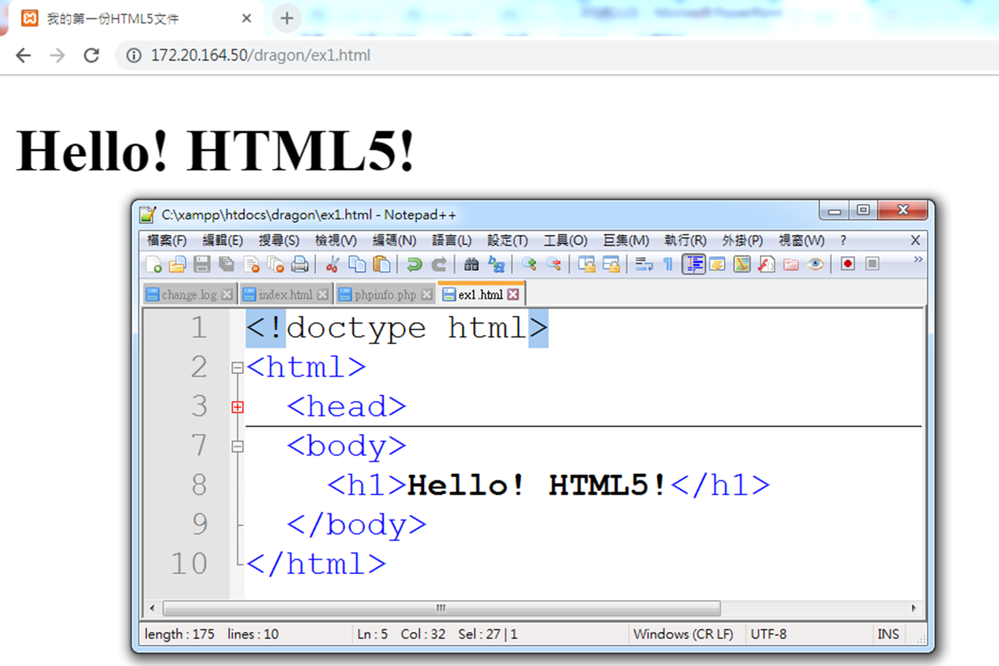 我的第一份HTML5文件
172.20.164.50/dragon/ex1.html
Hello! HTML5!
C:\xampp\htdocs\dragon\ex1.html - Notepad++
檔案(F) 編輯(E) 搜尋(S) 檢視(V) 編碼(N) 語言(L) 設定(T) 工具(O) 巨集(M) 執行(R) 外掛(P) 視窗(W) ? X
change.log index.html phpinfo.php ex1.html
1 <!doctype html>
2 <html>
3 <head>
7 <body>
8 <h1>Hello! HTML5!</h1>
9 </body>
10 </html>
length : 175 lines : 10 Ln : 5 Col : 32 Sel : 27 | 1 Windows (CR LF) UTF-8 INS